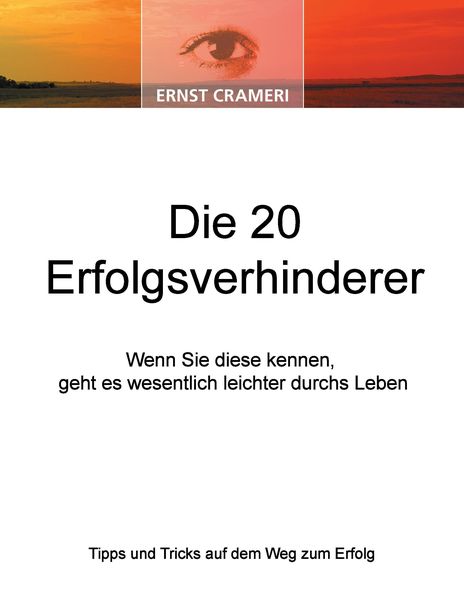 ERNST CRAMERI
Die 20
Erfolgsverhinderer
Wenn Sie diese kennen,
geht es wesentlich leichter durchs Leben
Tipps und Tricks auf dem Weg zum Erfolg